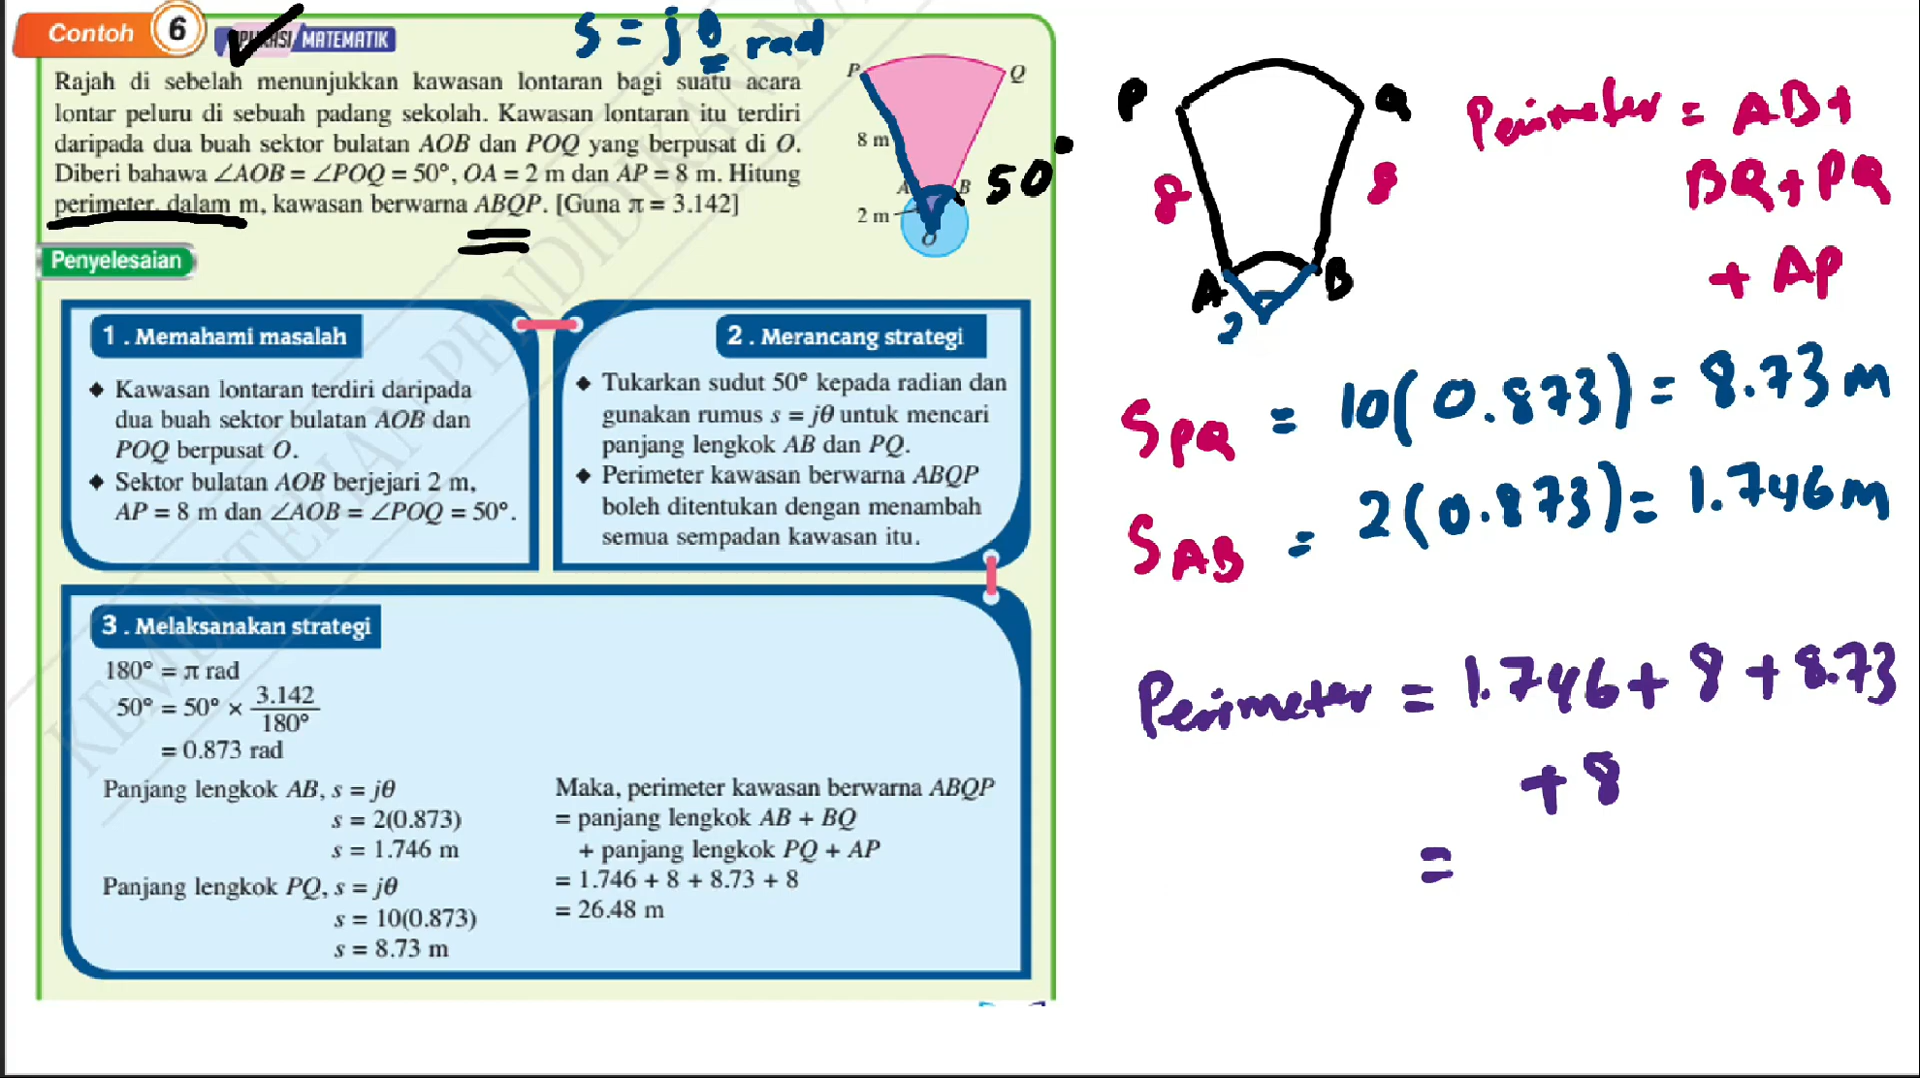 Contoh 6 APLIKASI MATEMATIK
s = jθ rad
Rajah di sebelah menunjukkan kawasan lontaran bagi suatu acara
lontar peluru di sebuah padang sekolah. Kawasan lontaran itu terdiri
daripada dua buah sektor bulatan AOB dan POQ yang berpusat di O.
Diberi bahawa ∠AOB = ∠POQ = 50°, OA = 2 m dan AP = 8 m. Hitung
perimeter, dalam m, kawasan berwarna ABQP. [Guna π = 3.142]
P Q
8 m
A B
2 m
O
50°
Penyelesaian
1 . Memahami masalah
◆ Kawasan lontaran terdiri daripada
dua buah sektor bulatan AOB dan
POQ berpusat O.
◆ Sektor bulatan AOB berjejari 2 m,
AP = 8 m dan ∠AOB = ∠POQ = 50°.
2 . Merancang strategi
◆ Tukarkan sudut 50° kepada radian dan
gunakan rumus s = jθ untuk mencari
panjang lengkok AB dan PQ.
◆ Perimeter kawasan berwarna ABQP
boleh ditentukan dengan menambah
semua sempadan kawasan itu.
3 . Melaksanakan strategi
180° = π rad
50° = 50° × 3.142/180°
= 0.873 rad
Panjang lengkok AB, s = jθ
s = 2(0.873)
s = 1.746 m
Panjang lengkok PQ, s = jθ
s = 10(0.873)
s = 8.73 m
Maka, perimeter kawasan berwarna ABQP
= panjang lengkok AB + BQ
+ panjang lengkok PQ + AP
= 1.746 + 8 + 8.73 + 8
= 26.48 m
KEMENTERIAN PENDIDIKAN
P Q
8 8
A B
2
Perimeter = AB +
BQ + PQ
+ AP
SPQ = 10(0.873) = 8.73 m
SAB = 2(0.873) = 1.746 m
Perimeter = 1.746 + 8 + 8.73
+ 8
=